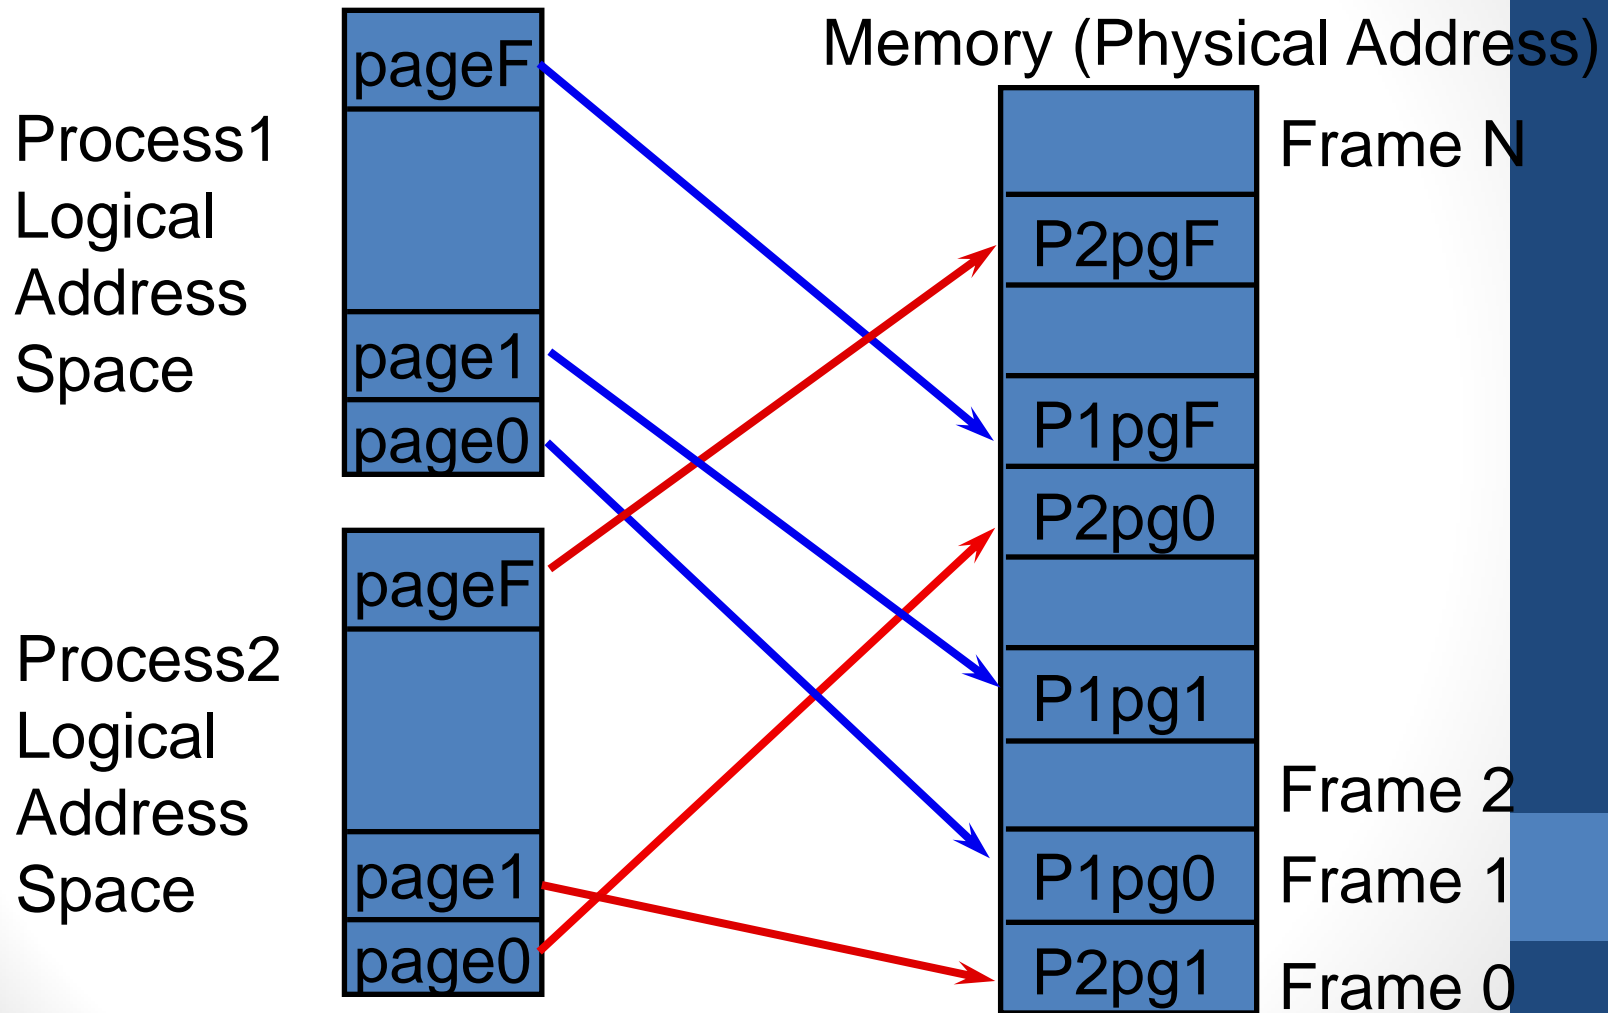 Memory (Physical Address)
Process1
Logical
Address
Space
pageF
page1
page0
Process2
Logical
Address
Space
pageF
page1
page0
Frame N
P2pgF
P1pgF
P2pg0
P1pg1
Frame 2
P1pg0
Frame 1
P2pg1
Frame 0